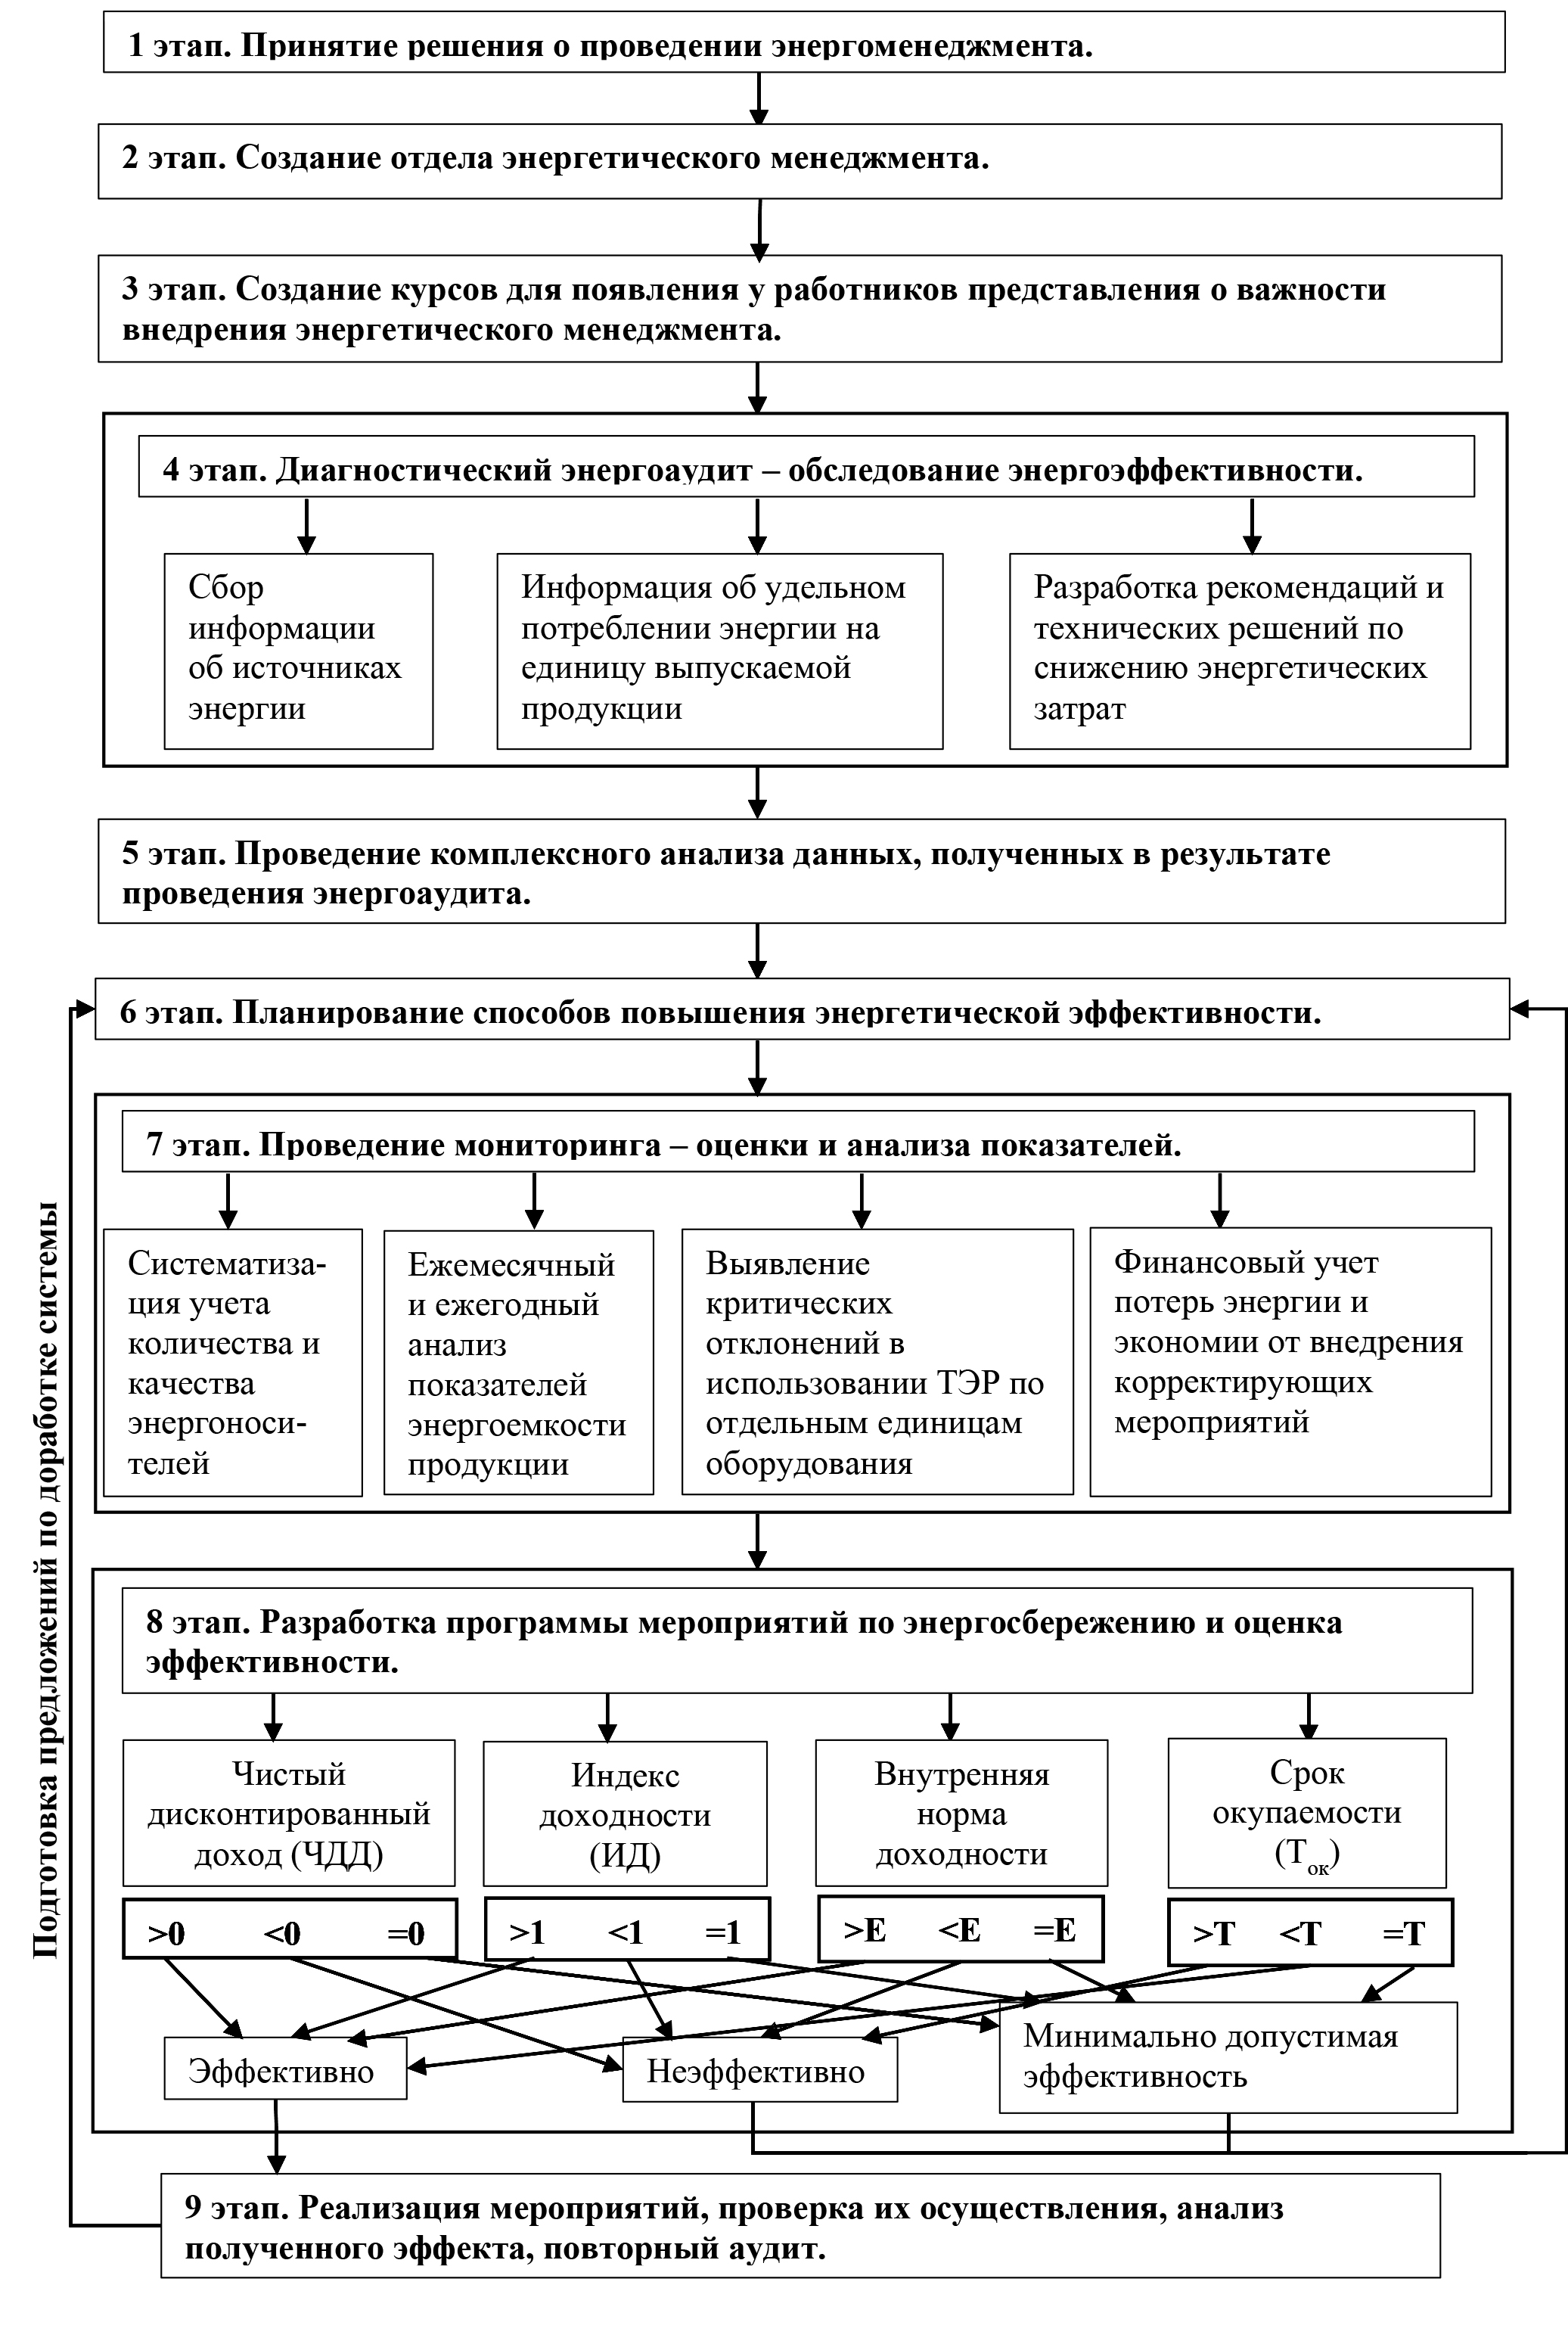 1 этап. Принятие решения о проведении энергоменеджмента.
2 этап. Создание отдела энергетического менеджмента.
3 этап. Создание курсов для появления у работников представления о важности
внедрения энергетического менеджмента.
4 этап. Диагностический энергоаудит – обследование энергоэффективности.
Сбор
информации
об источниках
энергии
Информация об удельном
потреблении энергии на
единицу выпускаемой
продукции
Разработка рекомендаций и
технических решений по
снижению энергетических
затрат
5 этап. Проведение комплексного анализа данных, полученных в результате
проведения энергоаудита.
6 этап. Планирование способов повышения энергетической эффективности.
7 этап. Проведение мониторинга – оценки и анализа показателей.
Систематиза-
ция учета
количества и
качества
энергоноси-
телей
Ежемесячный
и ежегодный
анализ
показателей
энергоемкости
продукции
Выявление
критических
отклонений в
использовании ТЭР по
отдельным единицам
оборудования
Финансовый учет
потерь энергии и
экономии от внедрения
корректирующих
мероприятий
8 этап. Разработка программы мероприятий по энергосбережению и оценка
эффективности.
Чистый
дисконтированный
доход (ЧДД)
Индекс
доходности
(ИД)
Внутренняя
норма
доходности
Срок
окупаемости
(Ток)
>0 <0 =0
>1 <1 =1
>Е <Е =Е
>Т <Т =Т
Эффективно
Неэффективно
Минимально допустимая
эффективность
9 этап. Реализация мероприятий, проверка их осуществления, анализ
полученного эффекта, повторный аудит.
Подготовка предложений по доработке системы